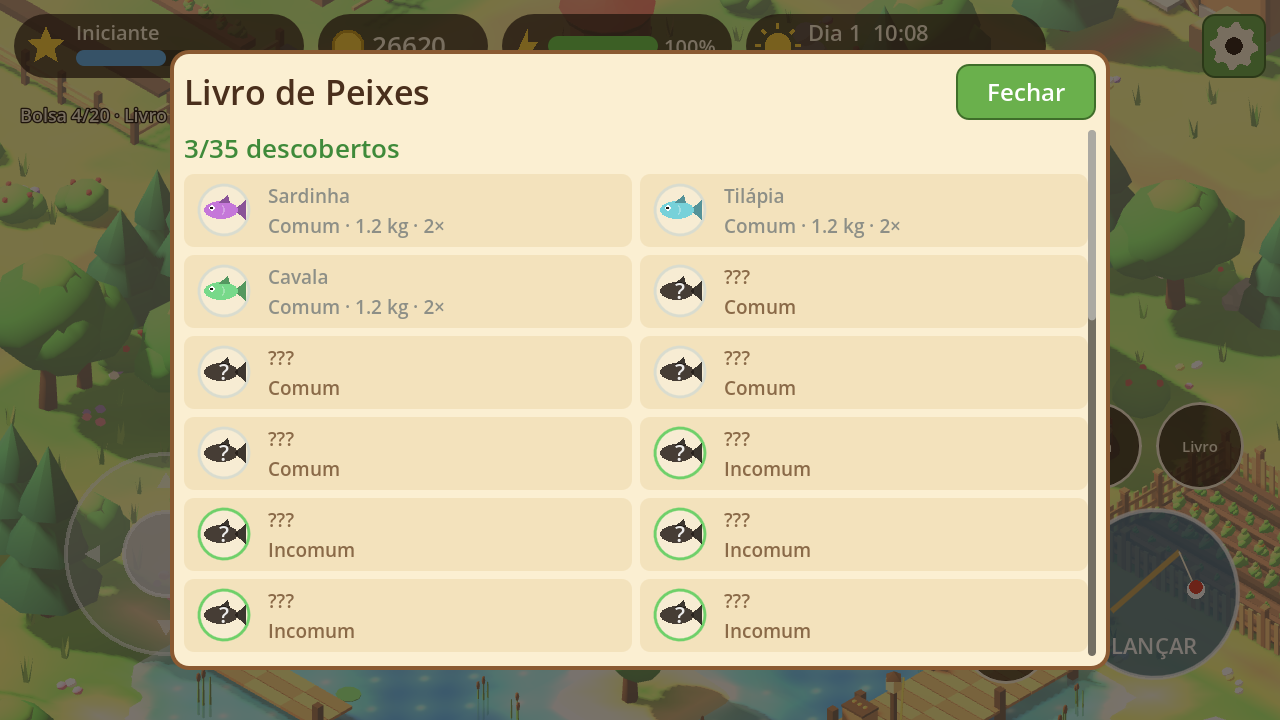 Iniciante
26620
100%
Dia 1 10:08
Bolsa 4/20 · Livro
Livro de Peixes
Fechar
3/35 descobertos
Sardinha
Comum · 1.2 kg · 2×
Tilápia
Comum · 1.2 kg · 2×
Cavala
Comum · 1.2 kg · 2×
???
Comum
???
Comum
???
Comum
???
Comum
???
Incomum
???
Incomum
???
Incomum
???
Incomum
???
Incomum
Livro
LANÇAR